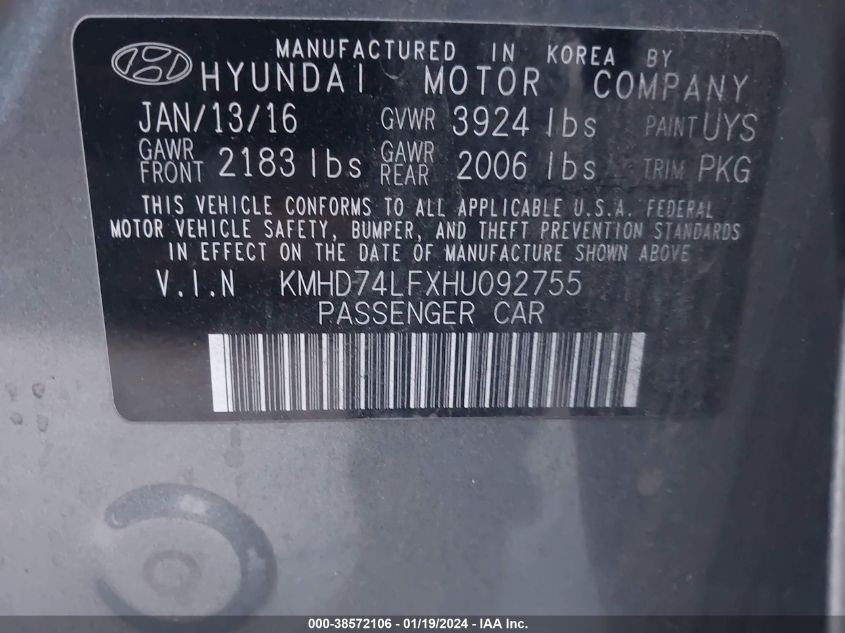 MANUFACTURED IN KOREA BY
HYUNDAI MOTOR COMPANY
JAN/13/16 GVWR 3924 lbs PAINT UYS
GAWR FRONT 2183 lbs GAWR REAR 2006 lbs TRIM PKG
THIS VEHICLE CONFORMS TO ALL APPLICABLE U.S.A. FEDERAL
MOTOR VEHICLE SAFETY, BUMPER, AND THEFT PREVENTION STANDARDS
IN EFFECT ON THE DATE OF MANUFACTURE SHOWN ABOVE
V.I.N KMHD74LFXHU092755
PASSENGER CAR
000-38572106 - 01/19/2024 - IAA Inc.